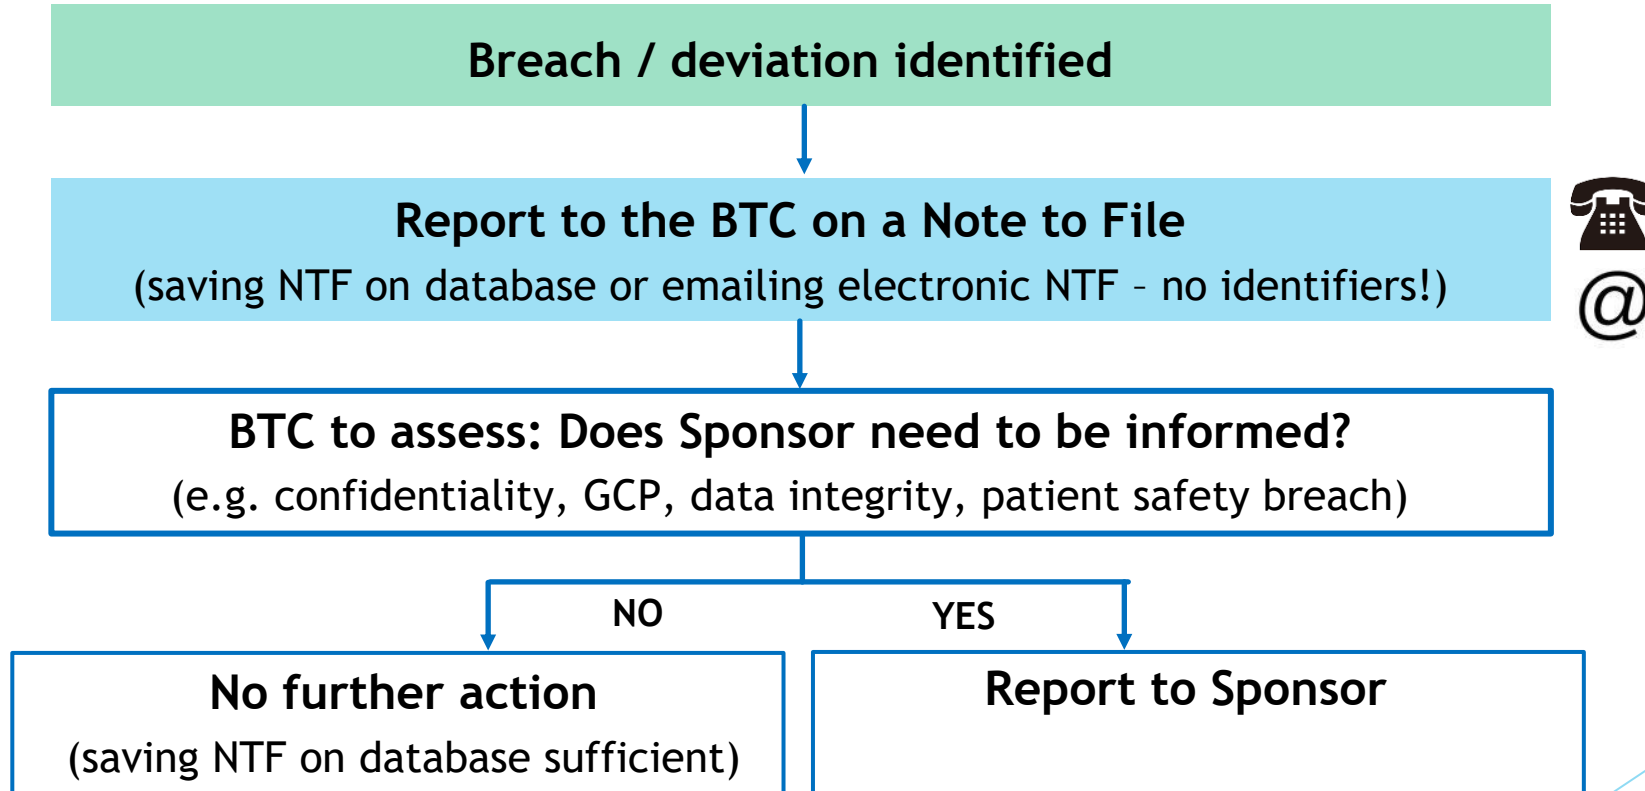 Breach / deviation identified
Report to the BTC on a Note to File
(saving NTF on database or emailing electronic NTF – no identifiers!)
@
BTC to assess: Does Sponsor need to be informed?
(e.g. confidentiality, GCP, data integrity, patient safety breach)
NO
YES
No further action
(saving NTF on database sufficient)
Report to Sponsor